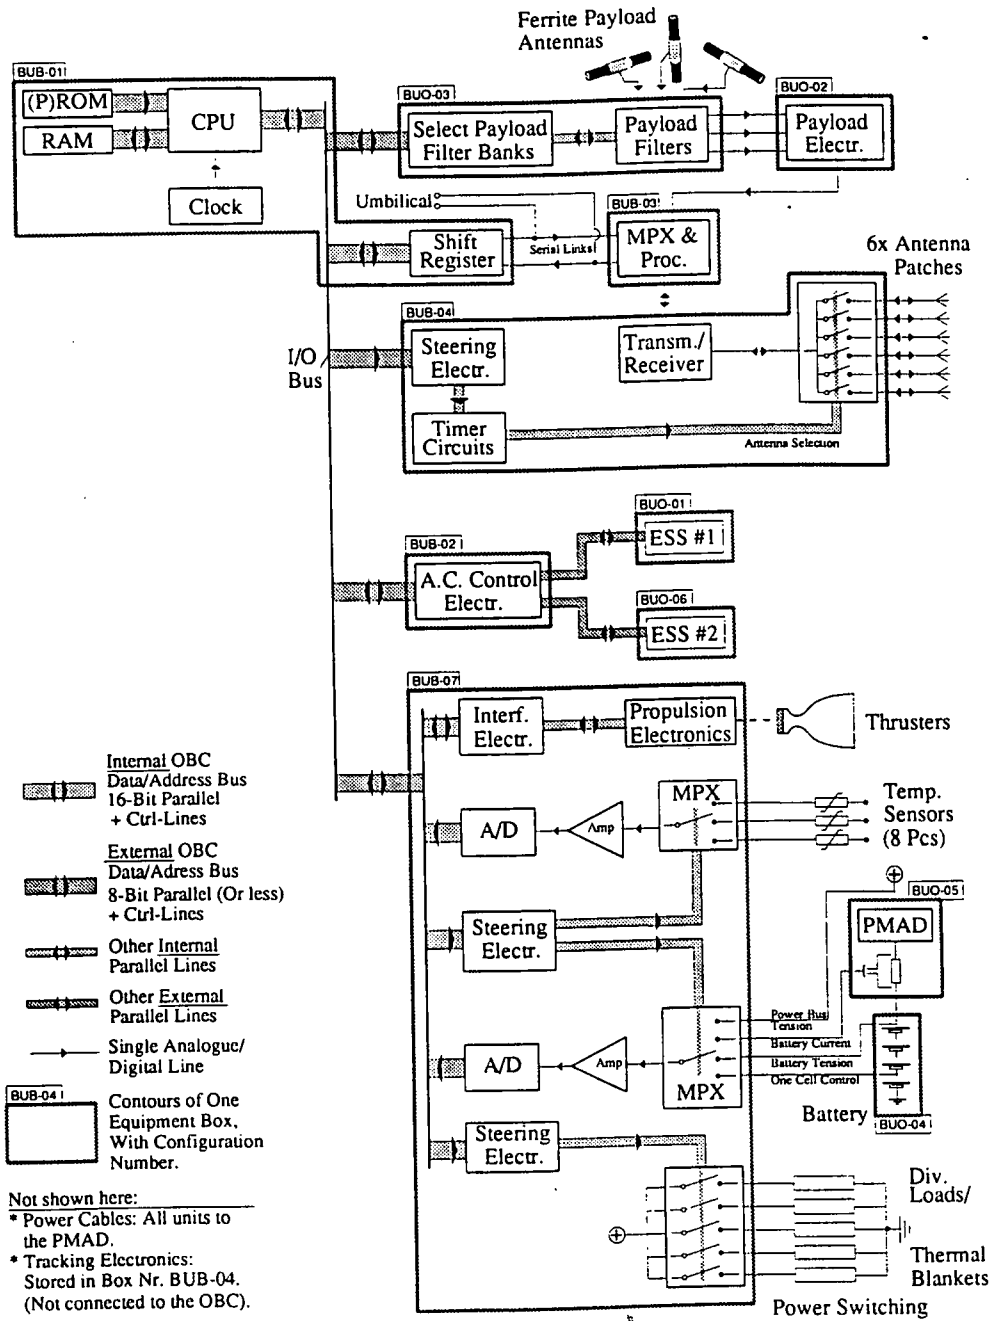 Ferrite Payload
Antennas
BUB-01
(P)ROM
RAM
CPU
Clock
BUO-03
Select Payload
Filter Banks
Payload
Filters
BUO-02
Payload
Electr.
Umbilical
Shift
Register
Serial Links
BUB-03
MPX &
Proc.
6x Antenna
Patches
BUB-04
I/O
Bus
Steering
Electr.
Transm./
Receiver
Timer
Circuits
Antenna Selection
BUO-01
ESS #1
BUB-02
A.C. Control
Electr.
BUO-06
ESS #2
BUB-07
Interf.
Electr.
Propulsion
Electronics
Thrusters
A/D
Amp
MPX
Temp.
Sensors
(8 Pcs)
Steering
Electr.
BUO-05
PMAD
Power Bus
Tension
Battery Current
Battery Tension
One Cell Control
A/D
Amp
MPX
Battery
BUO-04
Steering
Electr.
Div.
Loads/
Thermal
Blankets
Power Switching
Internal OBC
Data/Address Bus
16-Bit Parallel
+ Ctrl-Lines
External OBC
Data/Adress Bus
8-Bit Parallel (Or less)
+ Ctrl-Lines
Other Internal
Parallel Lines
Other External
Parallel Lines
Single Analogue/
Digital Line
BUB-04
Contours of One
Equipment Box,
With Configuration
Number.
Not shown here:
* Power Cables: All units to
the PMAD.
* Tracking Electronics:
Stored in Box Nr. BUB-04.
(Not connected to the OBC).